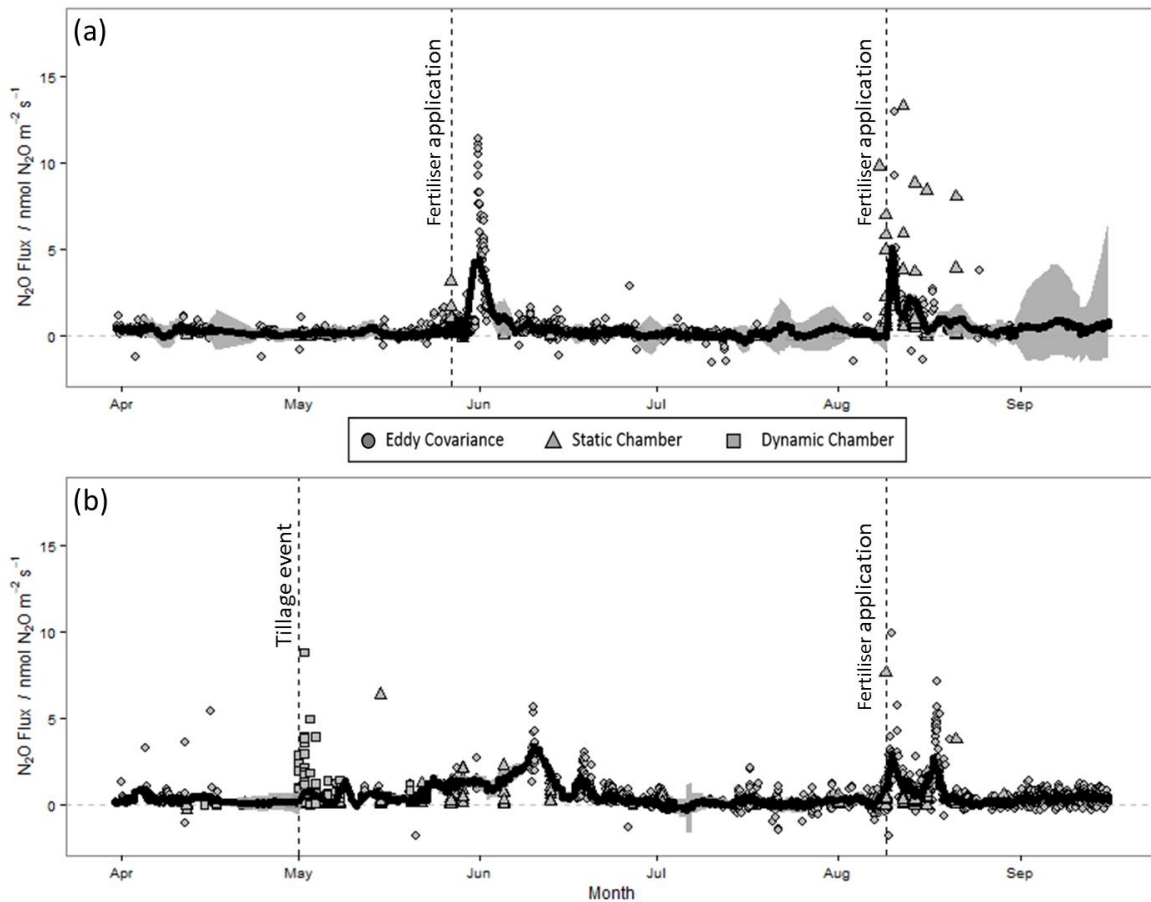 (a)
N₂O Flux / nmol N₂O m⁻² s⁻¹
15
10
5
0
Fertiliser application
Fertiliser application
Apr May Jun Jul Aug Sep
Eddy Covariance Static Chamber Dynamic Chamber
(b)
N₂O Flux / nmol N₂O m⁻² s⁻¹
15
10
5
0
Tillage event
Fertiliser application
Apr May Jun Jul Aug Sep
Month